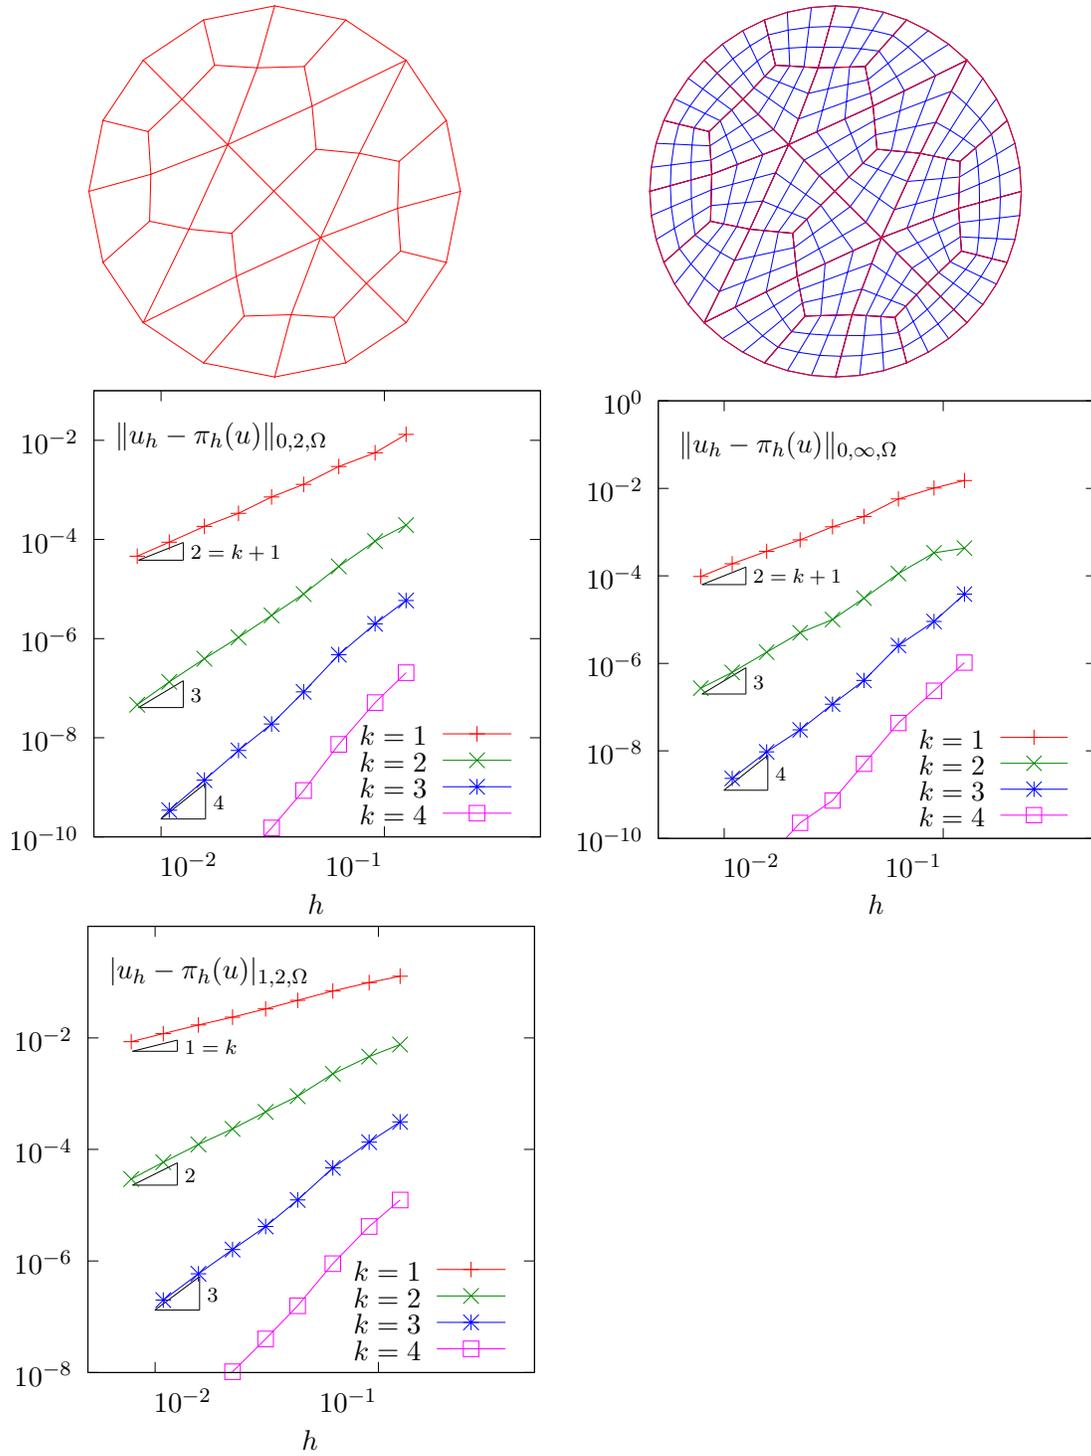 ‖u_h − π_h(u)‖_{0,2,Ω}
10^{−2}
10^{−4}
10^{−6}
10^{−8}
10^{−10}
2 = k + 1
3
4
k = 1
k = 2
k = 3
k = 4
10^{−2} 10^{−1}
h
10^{0}
‖u_h − π_h(u)‖_{0,∞,Ω}
10^{−2}
10^{−4}
10^{−6}
10^{−8}
10^{−10}
2 = k + 1
3
4
k = 1
k = 2
k = 3
k = 4
10^{−2} 10^{−1}
h
|u_h − π_h(u)|_{1,2,Ω}
10^{−2}
10^{−4}
10^{−6}
10^{−8}
1 = k
2
3
k = 1
k = 2
k = 3
k = 4
10^{−2} 10^{−1}
h